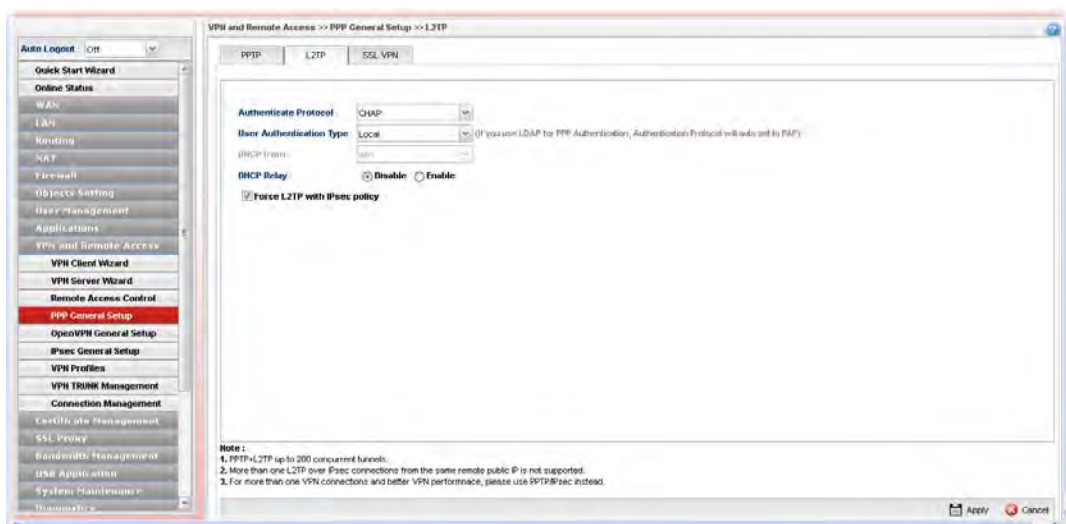 VPN and Remote Access >> PPP General Setup >> L2TP
Auto Logout Off
Quick Start Wizard
Online Status
WAN
LAN
Routing
NAT
Firewall
Objects Setting
User Management
Applications
VPN and Remote Access
VPN Client Wizard
VPN Server Wizard
Remote Access Control
PPP General Setup
OpenVPN General Setup
IPsec General Setup
VPN Profiles
VPN TRUNK Management
Connection Management
Certificate Management
SSL Proxy
Bandwidth Management
USB Application
System Maintenance
Diagnostics
PPTP
L2TP
SSL VPN
Authenticate Protocol CHAP
User Authentication Type Local (If you use LDAP for PPP Authentication, Authentication Protocol will auto set to PAP)
DHCP From :
DHCP Relay Disable Enable
Force L2TP with IPsec policy
Note :
1. PPTP+L2TP up to 200 concurrent tunnels.
2. More than one L2TP over IPsec connections from the same remote public IP is not supported.
3. For more than one VPN connections and better VPN performnace, please use PPTP/IPsec instead.
Apply Cancel